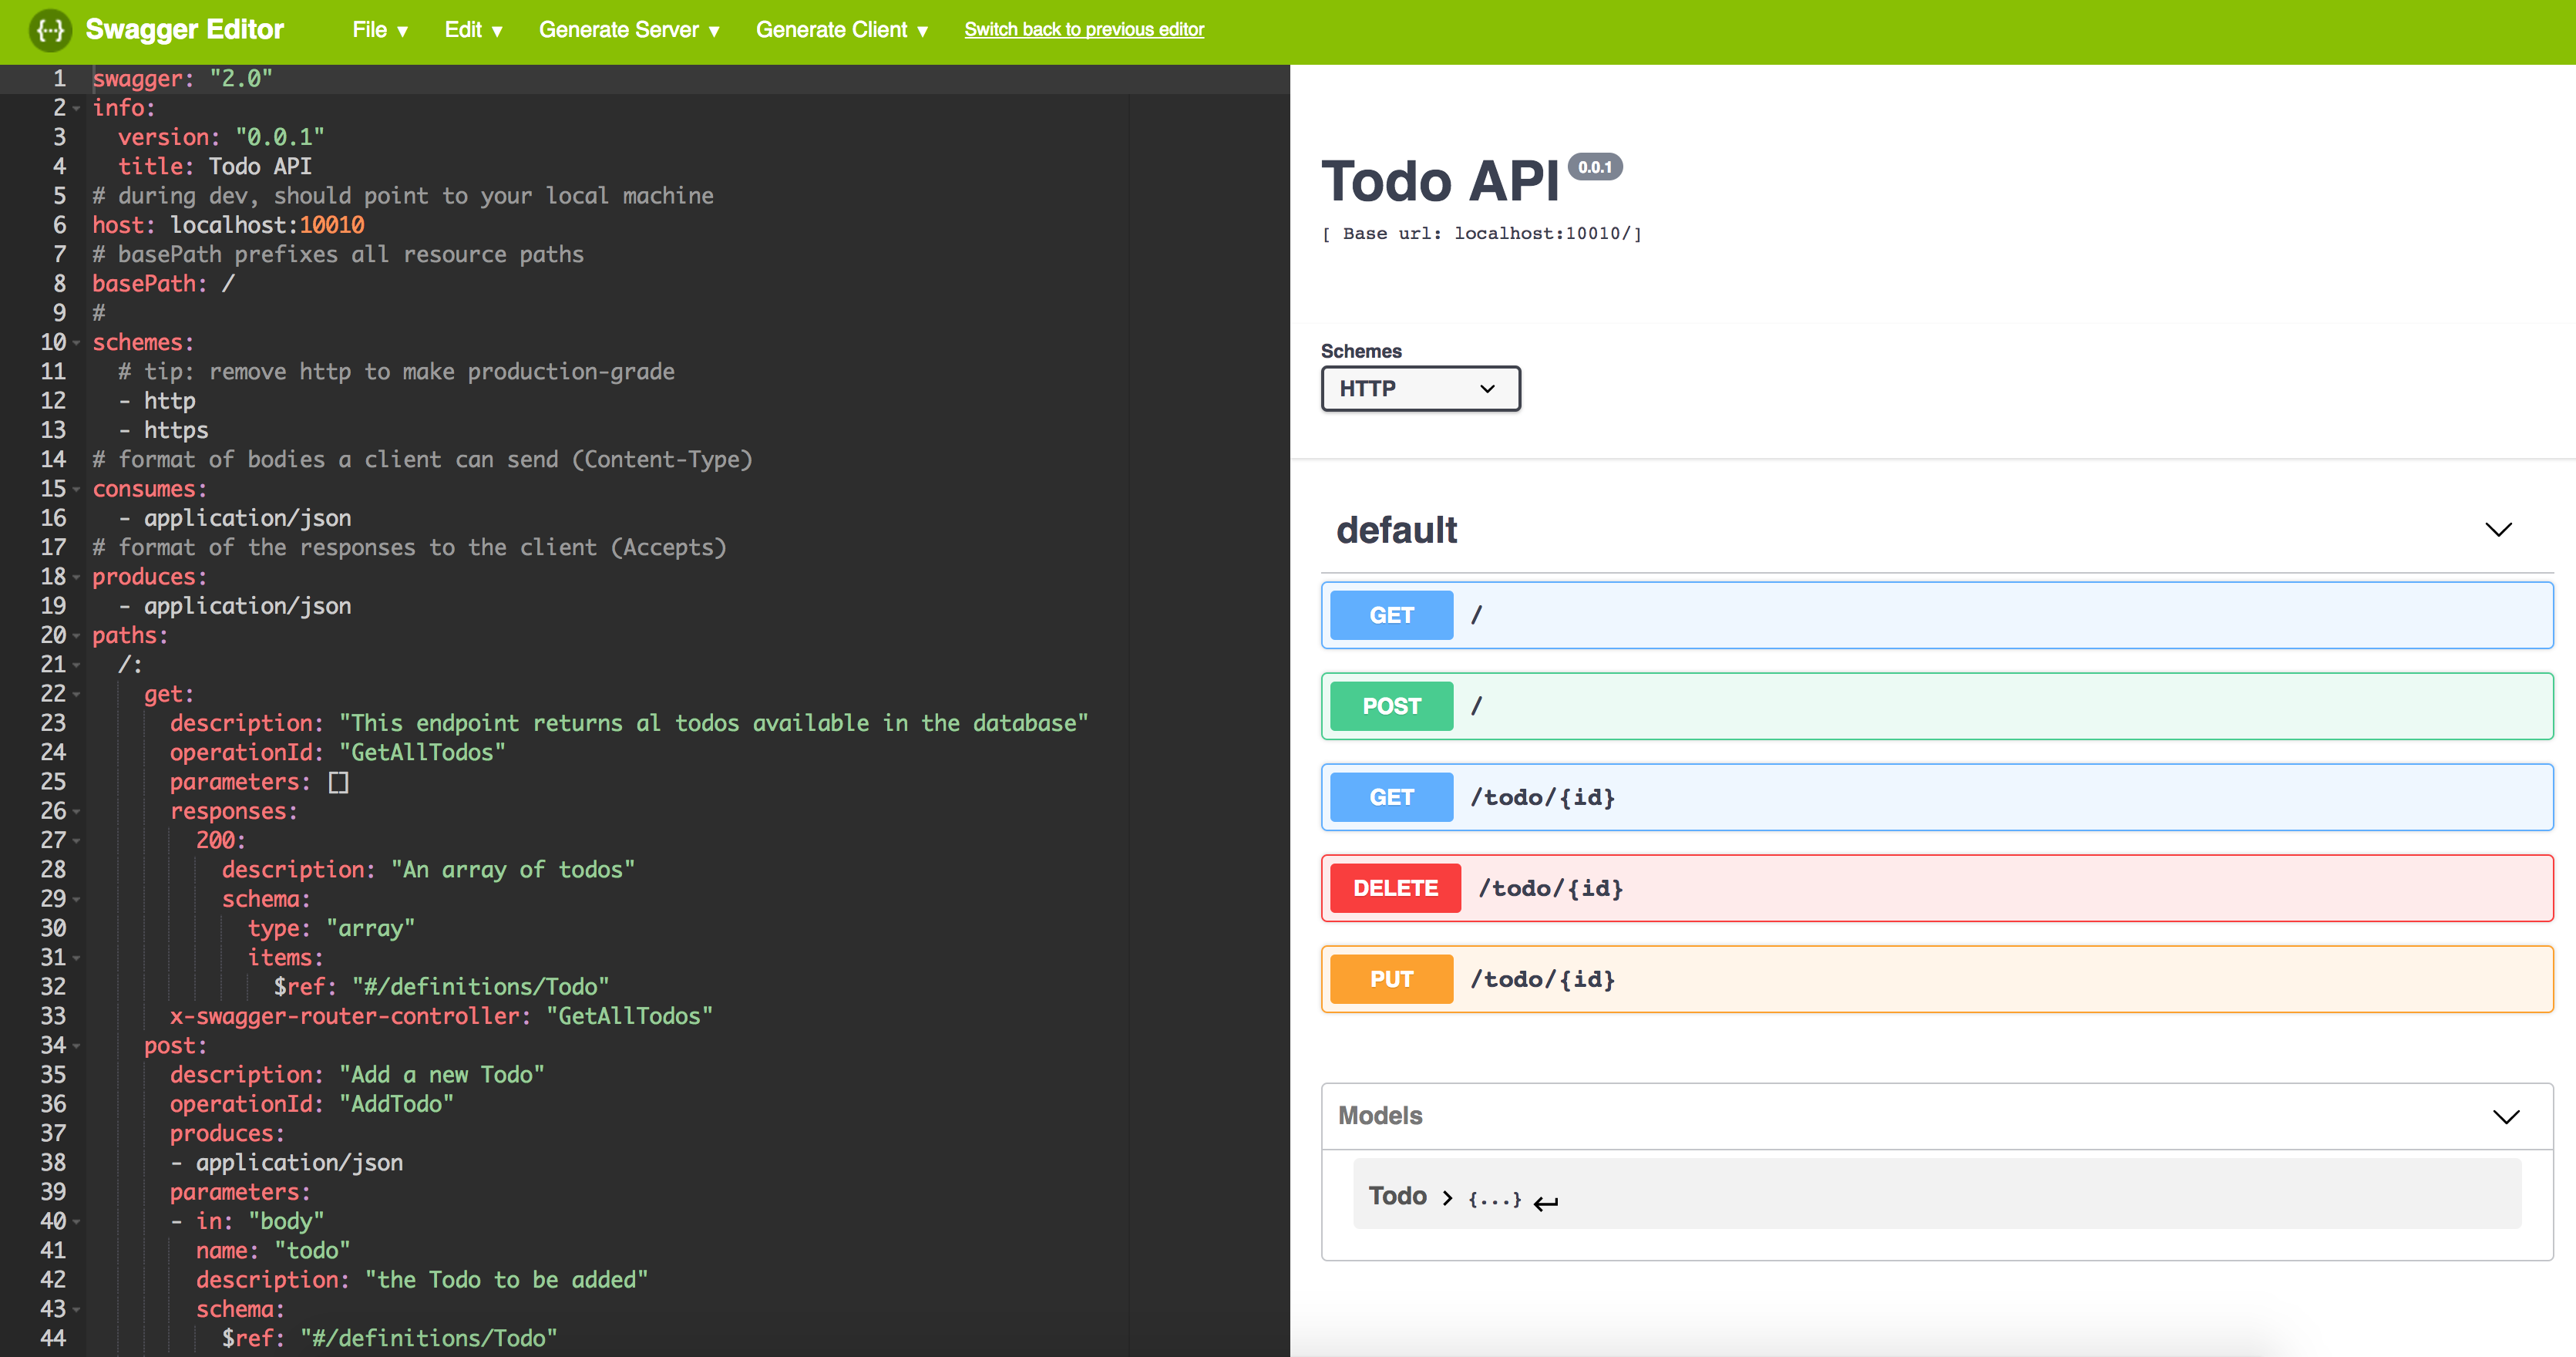 Swagger Editor File ▾ Edit ▾ Generate Server ▾ Generate Client ▾ Switch back to previous editor
1 swagger: "2.0"
2 info:
3   version: "0.0.1"
4   title: Todo API
5 # during dev, should point to your local machine
6 host: localhost:10010
7 # basePath prefixes all resource paths
8 basePath: /
9 #
10 schemes:
11   # tip: remove http to make production-grade
12   - http
13   - https
14 # format of bodies a client can send (Content-Type)
15 consumes:
16   - application/json
17 # format of the responses to the client (Accepts)
18 produces:
19   - application/json
20 paths:
21   /:
22     get:
23       description: "This endpoint returns al todos available in the database"
24       operationId: "GetAllTodos"
25       parameters: []
26       responses:
27         200:
28           description: "An array of todos"
29           schema:
30             type: "array"
31             items:
32               $ref: "#/definitions/Todo"
33       x-swagger-router-controller: "GetAllTodos"
34     post:
35       description: "Add a new Todo"
36       operationId: "AddTodo"
37       produces:
38       - application/json
39       parameters:
40       - in: "body"
41         name: "todo"
42         description: "the Todo to be added"
43         schema:
44           $ref: "#/definitions/Todo"
Todo API 0.0.1
[ Base url: localhost:10010/]
Schemes
HTTP
default
GET /
POST /
GET /todo/{id}
DELETE /todo/{id}
PUT /todo/{id}
Models
Todo > {...} ↵